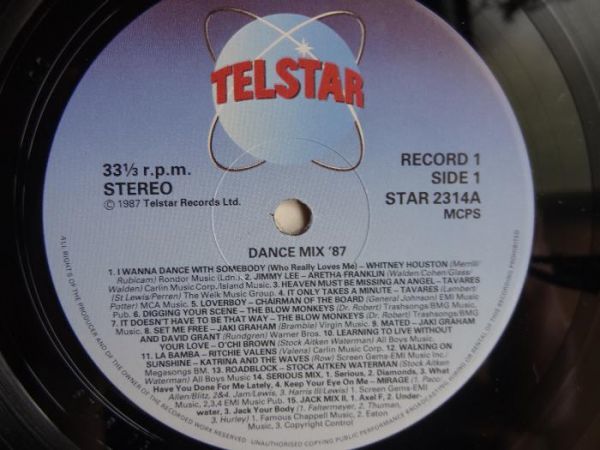 TELSTAR
33⅓ r.p.m.
STEREO
© 1987 Telstar Records Ltd.
RECORD 1
SIDE 1
STAR 2314A
MCPS
DANCE MIX '87
1. I WANNA DANCE WITH SOMEBODY (Who Really Loves Me) – WHITNEY HOUSTON (Merrill/
Rubicam) Rondor Music (Ldn.). 2. JIMMY LEE – ARETHA FRANKLIN (Walden/Cohen/Glass/
Walden) Carlin Music Corp./Island Music. 3. HEAVEN MUST BE MISSING AN ANGEL – TAVARES
(St Lewis/Perren) The Welk Music Group. 4. IT ONLY TAKES A MINUTE – TAVARES (Lambert/
Potter) MCA Music. 5. LOVERBOY – CHAIRMAN OF THE BOARD (General Johnson) EMI Music
Pub. 6. DIGGING YOUR SCENE – THE BLOW MONKEYS (Dr. Robert) Trashsongs/BMG Music.
7. IT DOESN'T HAVE TO BE THAT WAY – THE BLOW MONKEYS (Dr. Robert) Trashsongs/BMG
Music. 8. SET ME FREE – JAKI GRAHAM (Bramble) Virgin Music. 9. MATED – JAKI GRAHAM
AND DAVID GRANT (Rundgren) Warner Bros. 10. LEARNING TO LIVE WITHOUT
YOUR LOVE – O'CHI BROWN (Stock Aitken Waterman) All Boys Music
11. LA BAMBA – RITCHIE VALENS (Valens) Carlin Music Corp. 12. WALKING ON
SUNSHINE – KATRINA AND THE WAVES (Row) Screen Gems-EMI Music Inc./
Megasongs BM. 13. ROADBLOCK – STOCK AITKEN WATERMAN (Stock Aitken
Waterman) All Boys Music 14. SERIOUS MIX. 1. Serious, 2. Diamonds, 3. What
Have You Done For Me Lately, 4. Keep Your Eye On Me – MIRAGE (1. Paco/
Allen/Blitz, 2&4. Jam/Lewis, 3. Harris III/Lewis) 1. Screen Gems-EMI
Music, 2,3,4 EMI Music Pub. 15. JACK MIX II. 1. Axel F, 2. Under-
water, 3. Jack Your Body (1. Faltermeyer, 2. Thuman,
3. Hurley) 1. Famous Chappell Music, 2. Eaton
Music, 3. Copyright Control
ALL RIGHTS OF THE PRODUCER AND OF THE OWNER OF THE RECORDED WORK RESERVED. UNAUTHORISED COPYING PUBLIC PERFORMANCE BROADCASTING HIRING OR RENTAL OF THIS RECORDING PROHIBITED